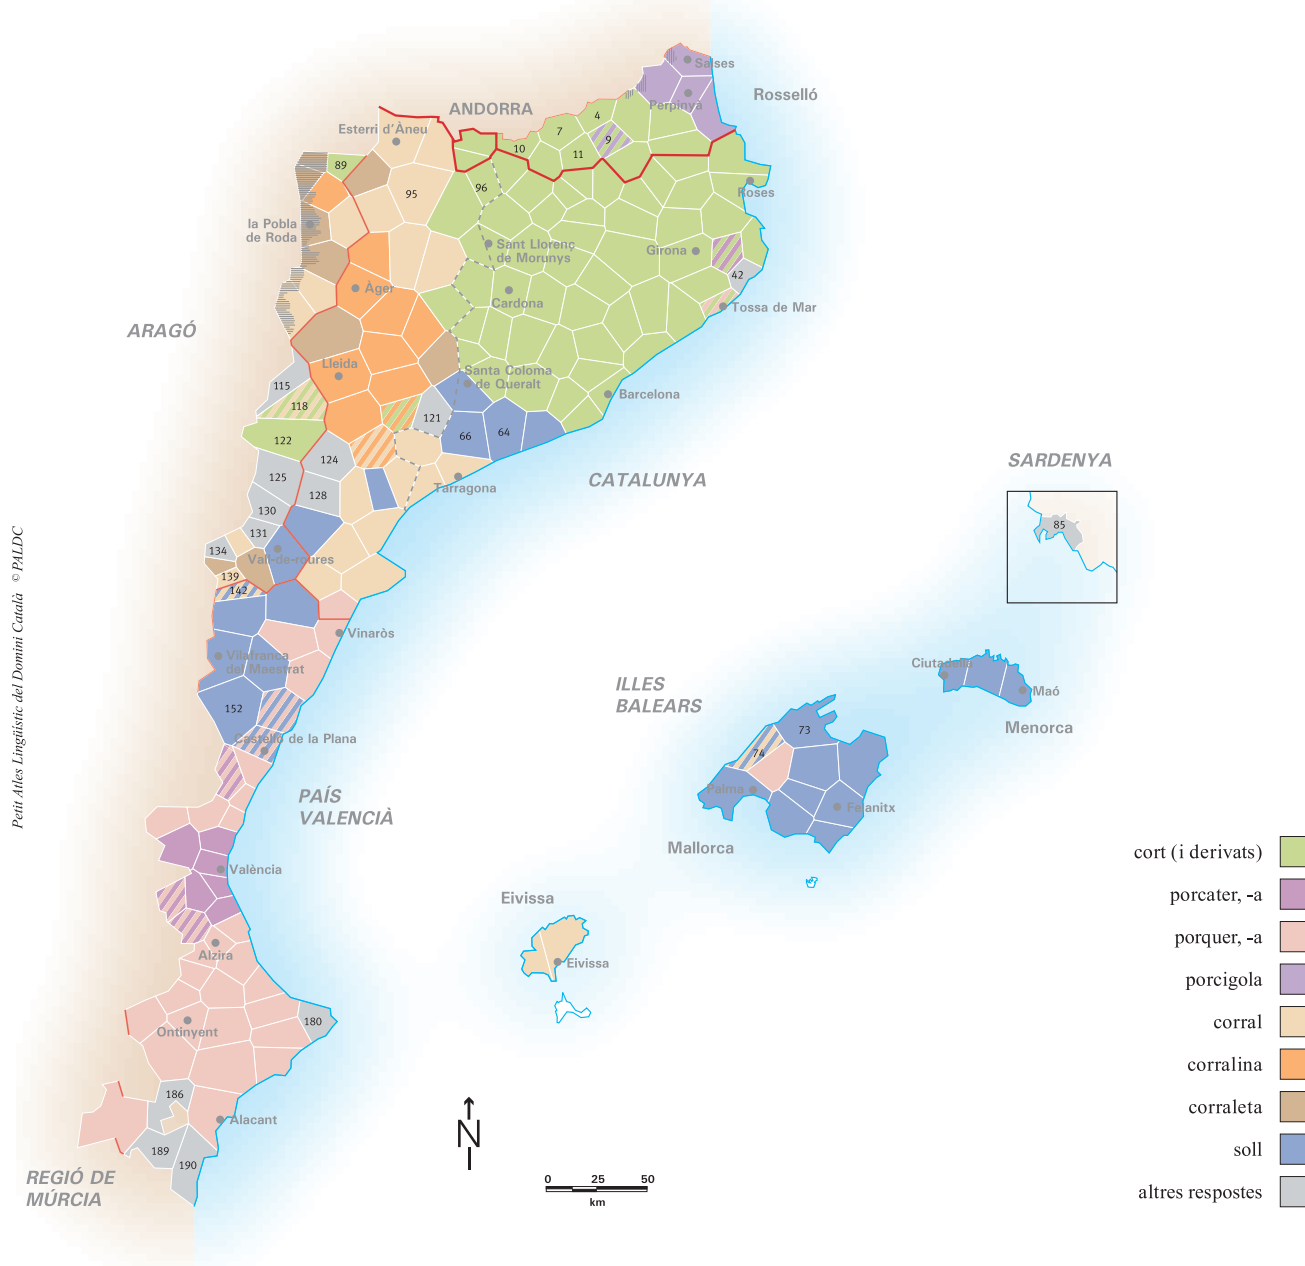 Salses
Rosselló
Perpinyà
ANDORRA
Esterri d'Àneu
4
7
9
10
11
89
95
96
Roses
la Pobla
de Roda
Sant Llorenç
de Morunys
Girona
42
Àger
Cardona
Tossa de Mar
ARAGÓ
Lleida
Santa Coloma
de Queralt
Barcelona
115
118
121
66
64
122
124
125
128
Tarragona
CATALUNYA
SARDENYA
85
130
131
134
Vall-de-roures
139
142
Vinaròs
Vilafranca
del Maestrat
152
Castelló de la Plana
ILLES
BALEARS
Ciutadella
Maó
Menorca
73
74
Palma
Felanitx
Mallorca
PAÍS
VALENCIÀ
València
Eivissa
Eivissa
Alzira
Ontinyent
180
186
Alacant
189
190
REGIÓ DE
MÚRCIA
N
0 25 50
km
cort (i derivats)
porcater, -a
porquer, -a
porcigola
corral
corralina
corraleta
soll
altres respostes
Petit Atles Lingüístic del Domini Català © PALDC